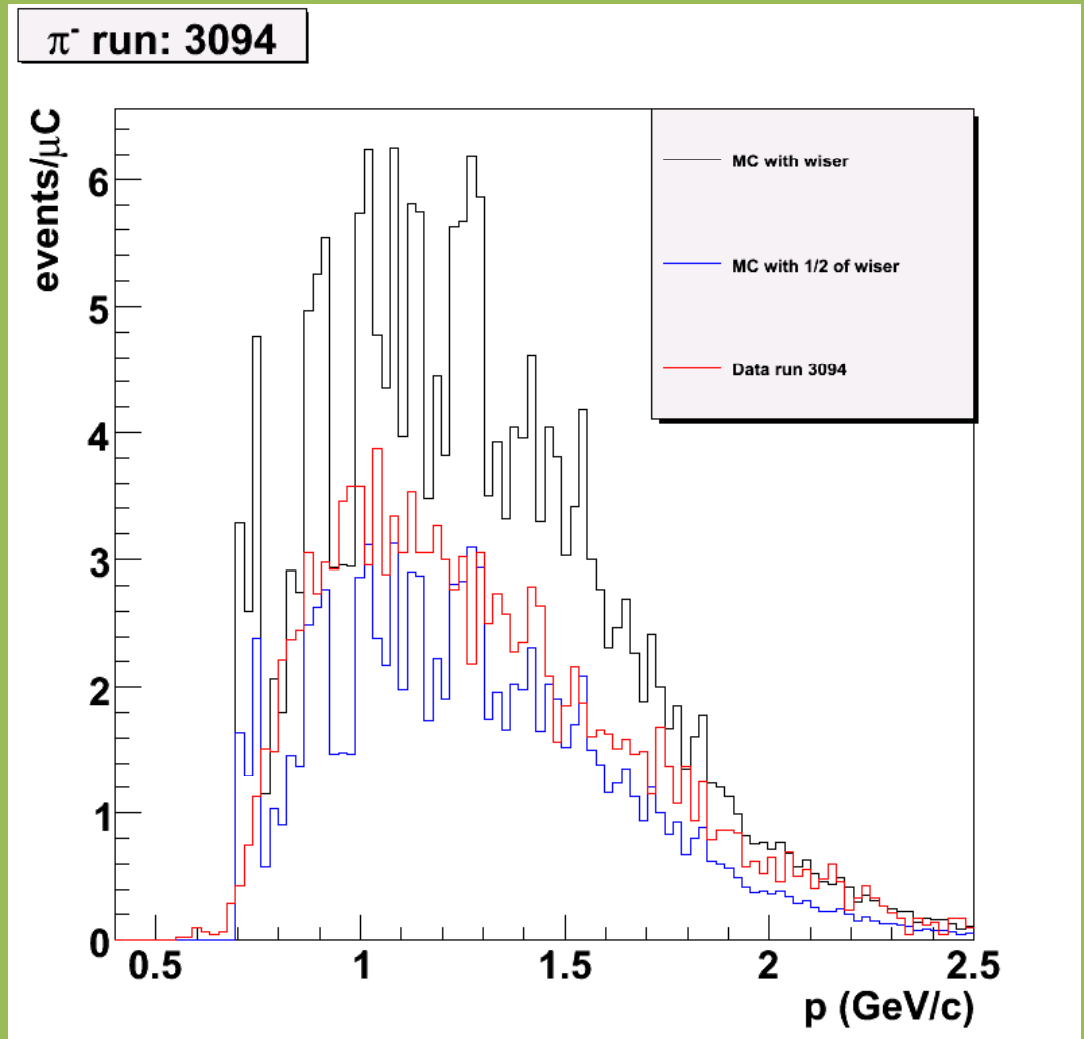 π⁻ run: 3094
events/μC
MC with wiser
MC with 1/2 of wiser
Data run 3094
6
5
4
3
2
1
0
0.5
1
1.5
2
2.5
p (GeV/c)